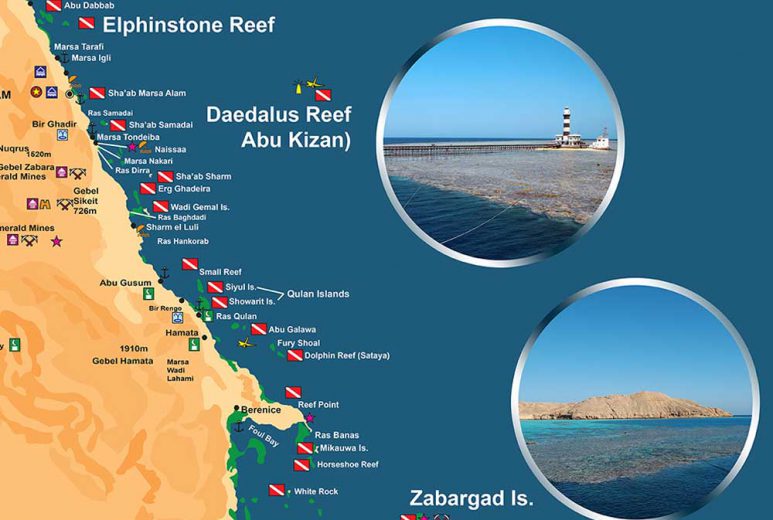 Abu Dabbab
Elphinstone Reef
Marsa Tarafi
Marsa Igli
Sha'ab Marsa Alam
Daedalus Reef
Abu Kizan)
Ras Samadai
Sha'ab Samadai
Bir Ghadir
Marsa Tondeiba
Naissaa
Marsa Nakari
Ras Dirra
Nuqrus
1520m
Gebel Zabara
erald Mines
Sha'ab Sharm
Erg Ghadeira
Gebel
Sikeit
726m
Wadi Gemal Is.
Ras Baghdadi
Sharm el Luli
Ras Hankorab
merald Mines
Small Reef
Abu Gusum
Siyul Is.
Qulan Islands
Showarit Is.
Bir Rengo
Ras Qulan
Hamata
Abu Galawa
Fury Shoal
Dolphin Reef (Sataya)
1910m
Gebel Hamata
Marsa
Wadi
Lahami
Reef Point
Berenice
Foul Bay
Ras Banas
Mikauwa Is.
Horseshoe Reef
White Rock
Zabargad Is.